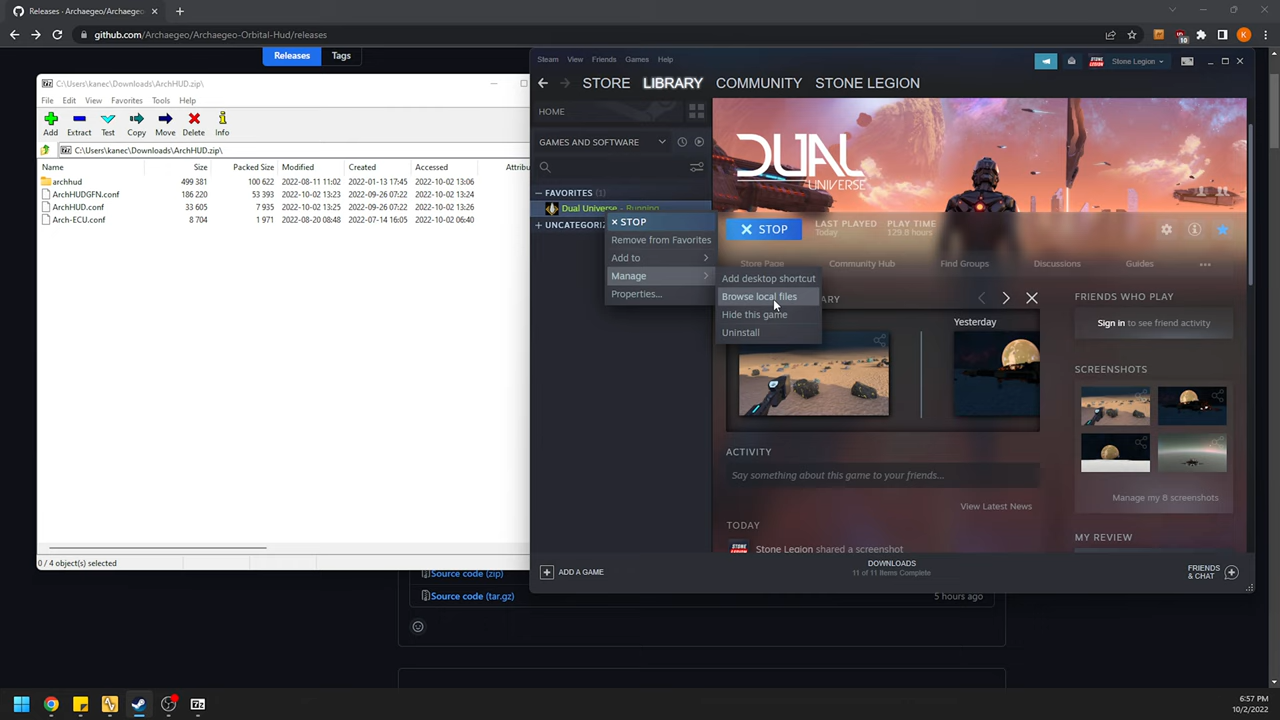 Releases - Archaegeo/Archaegeo
github.com/Archaegeo/Archaegeo-Orbital-Hud/releases
10
K
Releases
Tags
C:\Users\kanec\Downloads\ArchHUD.zip\
File Edit View Favorites Tools Help
Add Extract Test Copy Move Delete Info
C:\Users\kanec\Downloads\ArchHUD.zip\
Name Size Packed Size Modified Created Accessed Attribu
archhud 499 381 100 622 2022-08-11 11:02 2022-01-13 17:45 2022-10-02 13:06
ArchHUDGFN.conf 186 220 53 393 2022-10-02 13:23 2022-09-26 07:22 2022-10-02 13:24
ArchHUD.conf 33 605 7 935 2022-10-02 13:23 2022-09-26 07:22 2022-10-02 13:26
Arch-ECU.conf 8 704 1 971 2022-08-20 08:48 2022-07-14 16:05 2022-10-02 06:40
0 / 4 object(s) selected
Source code (zip)
Source code (tar.gz)
5 hours ago
Steam View Friends Games Help
Stone Legion
STORE LIBRARY COMMUNITY STONE LEGION
HOME
GAMES AND SOFTWARE
FAVORITES (1)
Dual Universe - Running
UNCATEGORIZ
STOP
Remove from Favorites
Add to
Manage
Properties...
Add desktop shortcut
Browse local files
Hide this game
Uninstall
DUAL
UNIVERSE
STOP
LAST PLAYED
Today
PLAY TIME
129.8 hours
Store Page Community Hub Find Groups Discussions Guides
ARY
Yesterday
ACTIVITY
Say something about this game to your friends...
View Latest News
TODAY
Stone Legion shared a screenshot
FRIENDS WHO PLAY
Sign in to see friend activity
SCREENSHOTS
Manage my 8 screenshots
MY REVIEW
ADD A GAME
DOWNLOADS
11 of 11 Items Complete
FRIENDS
& CHAT
6:57 PM
10/2/2022